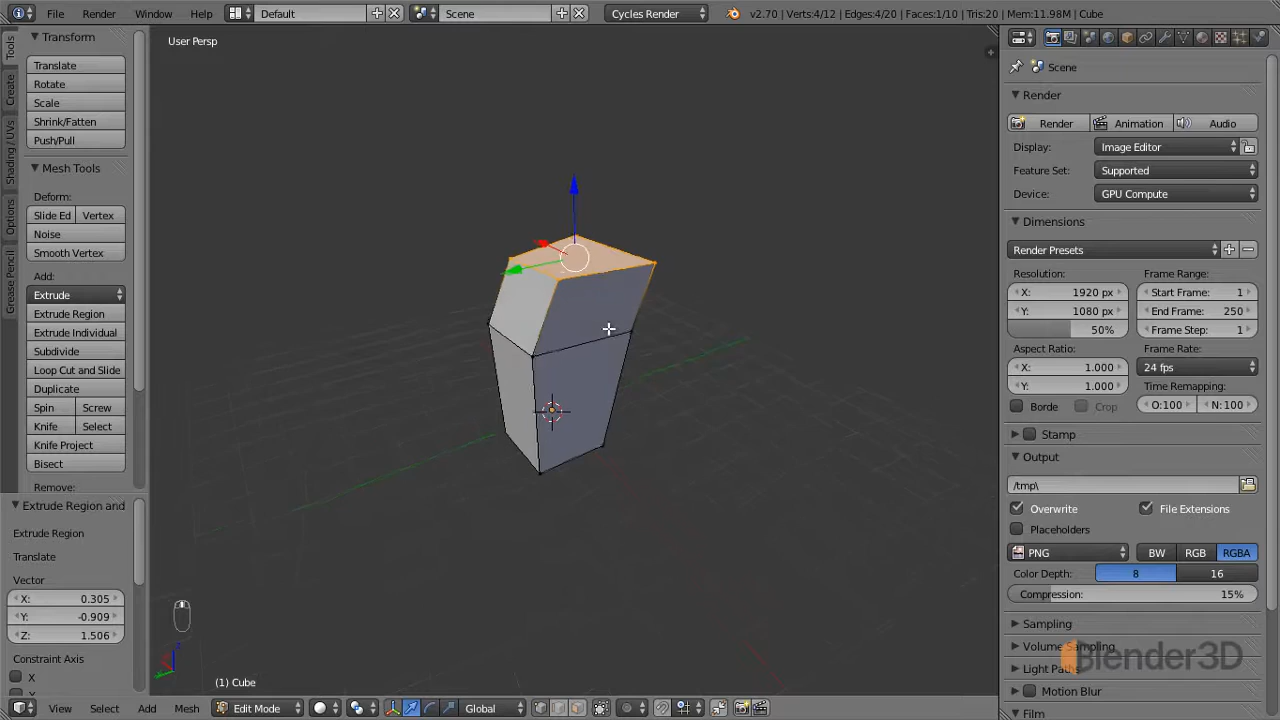 File Render Window Help Default Scene Cycles Render v2.70 | Verts:4/12 | Edges:4/20 | Faces:1/10 | Tris:20 | Mem:11.98M | Cube
Tools
Create
Shading / UVs
Options
Grease Pencil
Transform
Translate
Rotate
Scale
Shrink/Fatten
Push/Pull
Mesh Tools
Deform:
Slide Ed Vertex
Noise
Smooth Vertex
Add:
Extrude
Extrude Region
Extrude Individual
Subdivide
Loop Cut and Slide
Duplicate
Spin Screw
Knife Select
Knife Project
Bisect
Remove:
Extrude Region and
Extrude Region
Translate
Vector
X: 0.305
Y: -0.909
Z: 1.506
Constraint Axis
X
User Persp
(1) Cube
View Select Add Mesh Edit Mode Global
Scene
Render
Render Animation Audio
Display: Image Editor
Feature Set: Supported
Device: GPU Compute
Dimensions
Render Presets
Resolution: Frame Range:
X: 1920 px Start Frame: 1
Y: 1080 px End Frame: 250
50% Frame Step: 1
Aspect Ratio: Frame Rate:
X: 1.000 24 fps
Y: 1.000 Time Remapping:
Borde Crop O:100 N:100
Stamp
Output
/tmp\
Overwrite File Extensions
Placeholders
PNG BW RGB RGBA
Color Depth: 8 16
Compression: 15%
Sampling
Volume Sampling
Light Paths
Motion Blur
Film
Blender3D